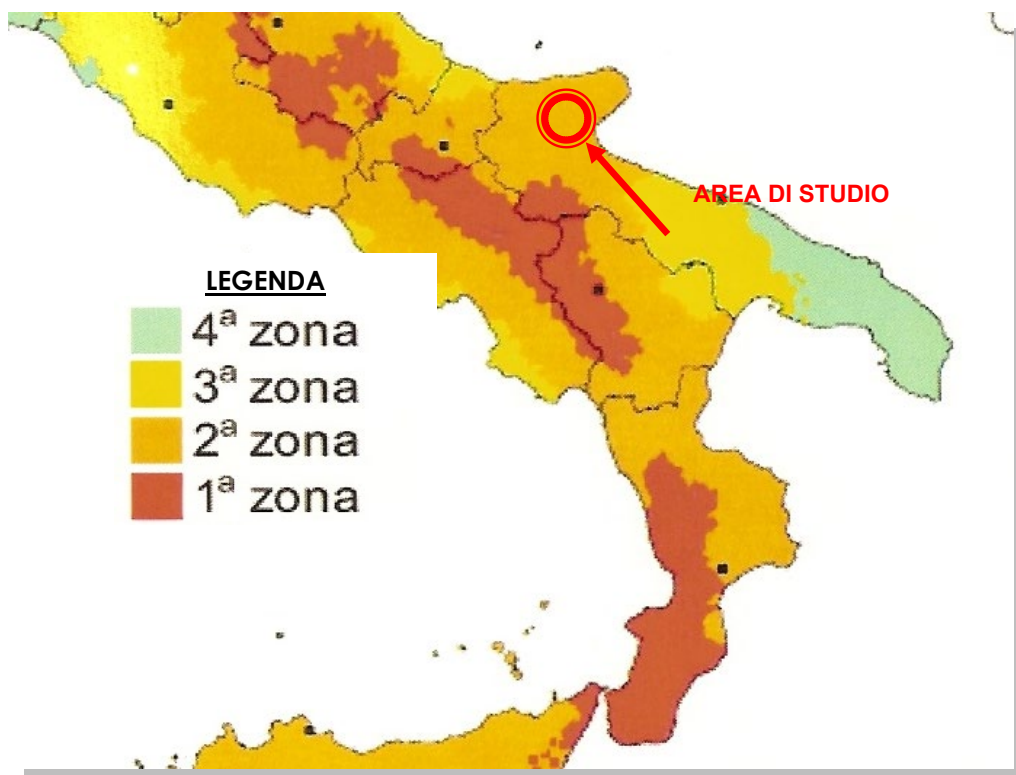 AREA DI STUDIO
LEGENDA
4ª zona
3ª zona
2ª zona
1ª zona